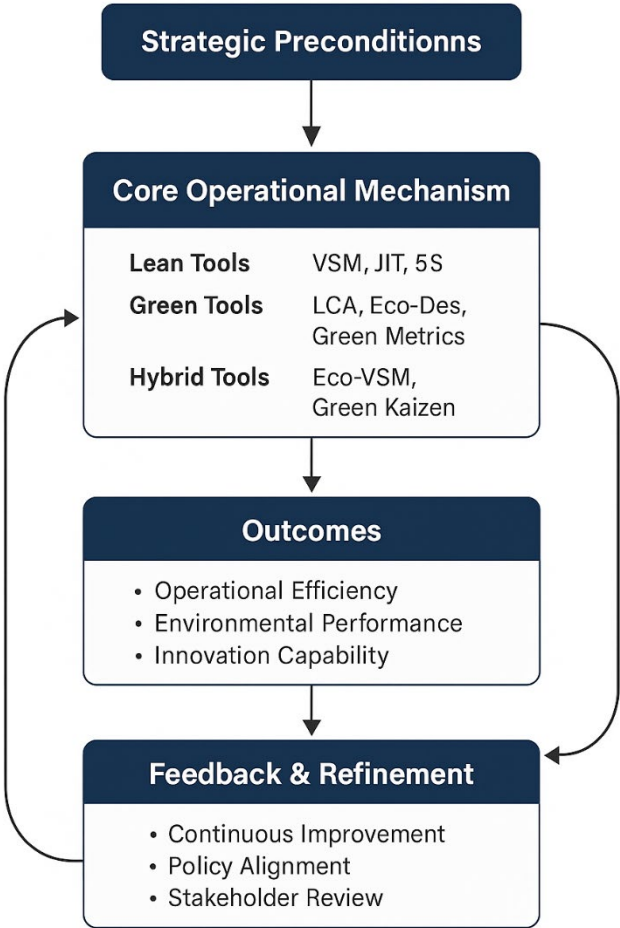 Strategic Preconditionns
Core Operational Mechanism
Lean Tools VSM, JIT, 5S
Green Tools LCA, Eco-Des,
Green Metrics
Hybrid Tools Eco-VSM,
Green Kaizen
Outcomes
• Operational Efficiency
• Environmental Performance
• Innovation Capability
Feedback & Refinement
• Continuous Improvement
• Policy Alignment
• Stakeholder Review